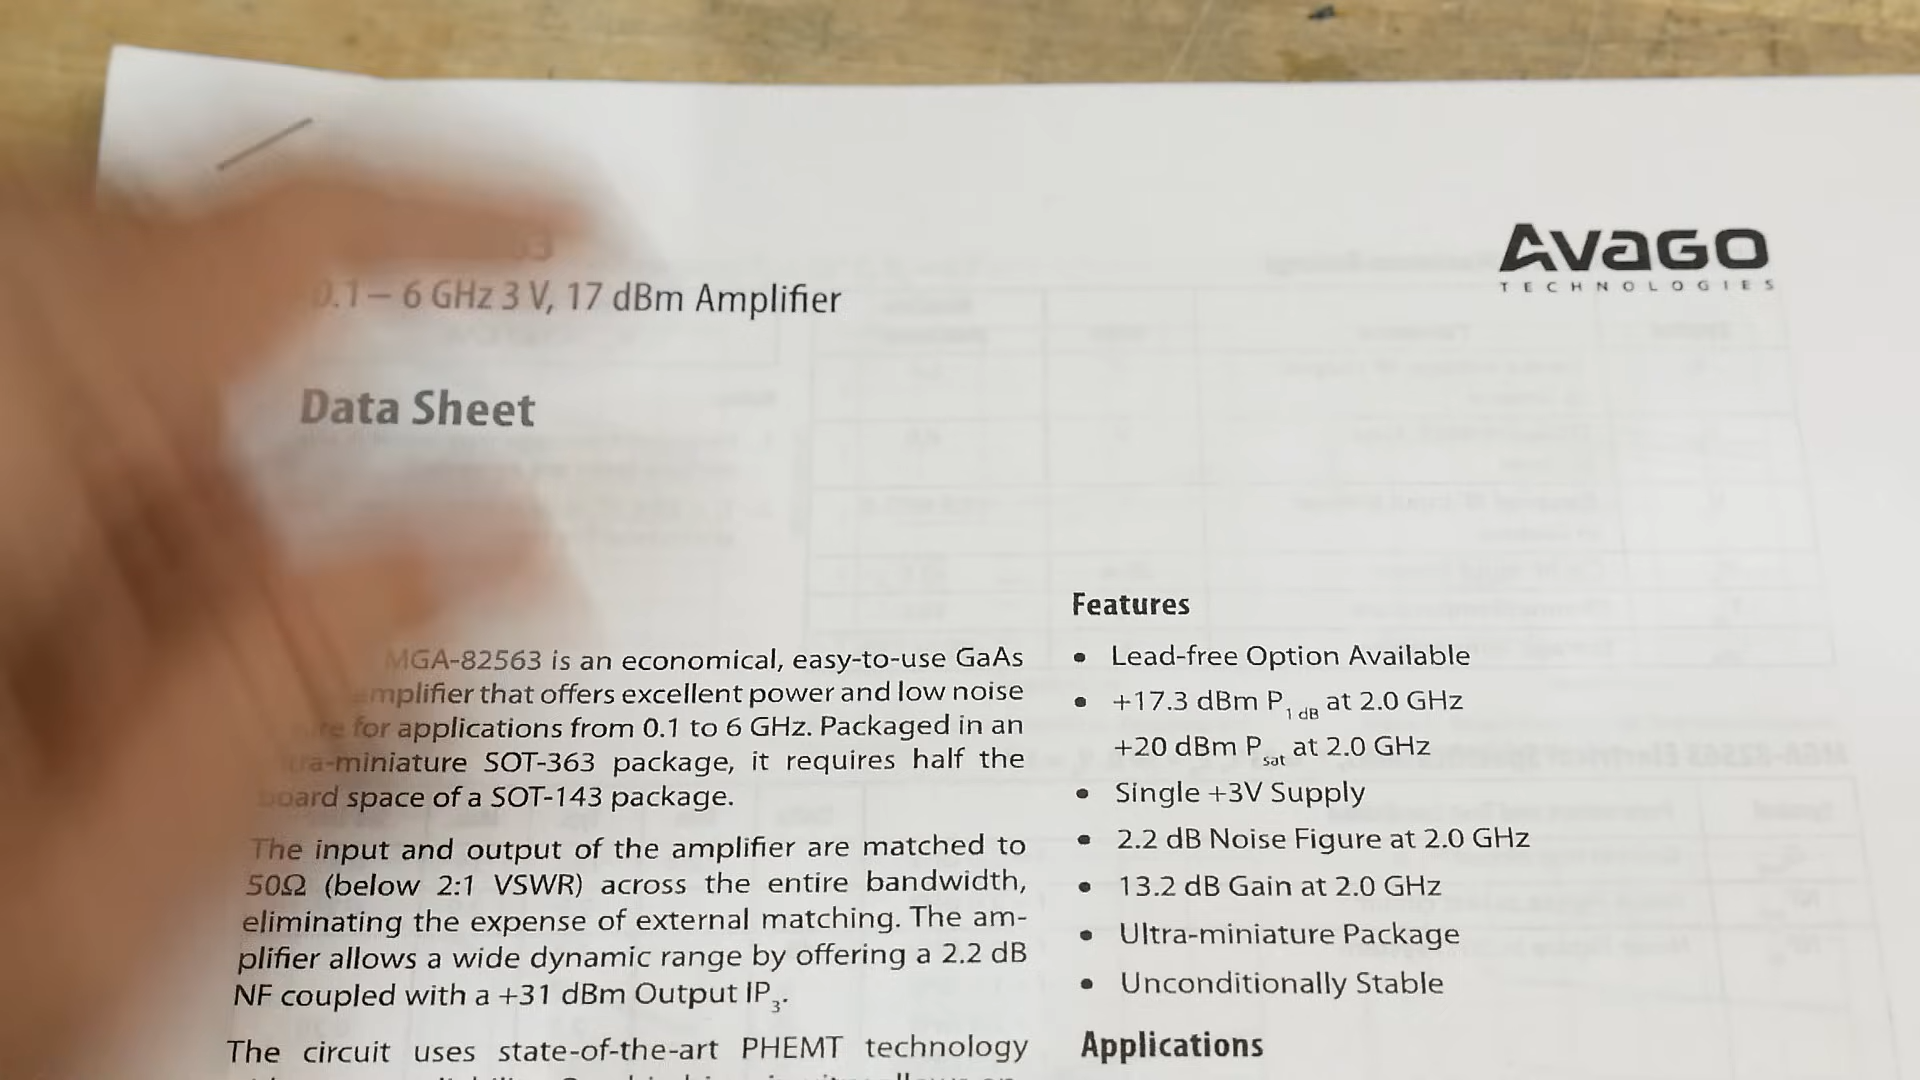 AVAGO
TECHNOLOGIES
63
0.1 – 6 GHz 3 V, 17 dBm Amplifier
Data Sheet
MGA-82563 is an economical, easy-to-use GaAs
amplifier that offers excellent power and low noise
for applications from 0.1 to 6 GHz. Packaged in an
ultra-miniature SOT-363 package, it requires half the
board space of a SOT-143 package.
The input and output of the amplifier are matched to
50Ω (below 2:1 VSWR) across the entire bandwidth,
eliminating the expense of external matching. The am-
plifier allows a wide dynamic range by offering a 2.2 dB
NF coupled with a +31 dBm Output IP3.
The circuit uses state-of-the-art PHEMT technology
Features
• Lead-free Option Available
• +17.3 dBm P1 dB at 2.0 GHz
+20 dBm Psat at 2.0 GHz
• Single +3V Supply
• 2.2 dB Noise Figure at 2.0 GHz
• 13.2 dB Gain at 2.0 GHz
• Ultra-miniature Package
• Unconditionally Stable
Applications